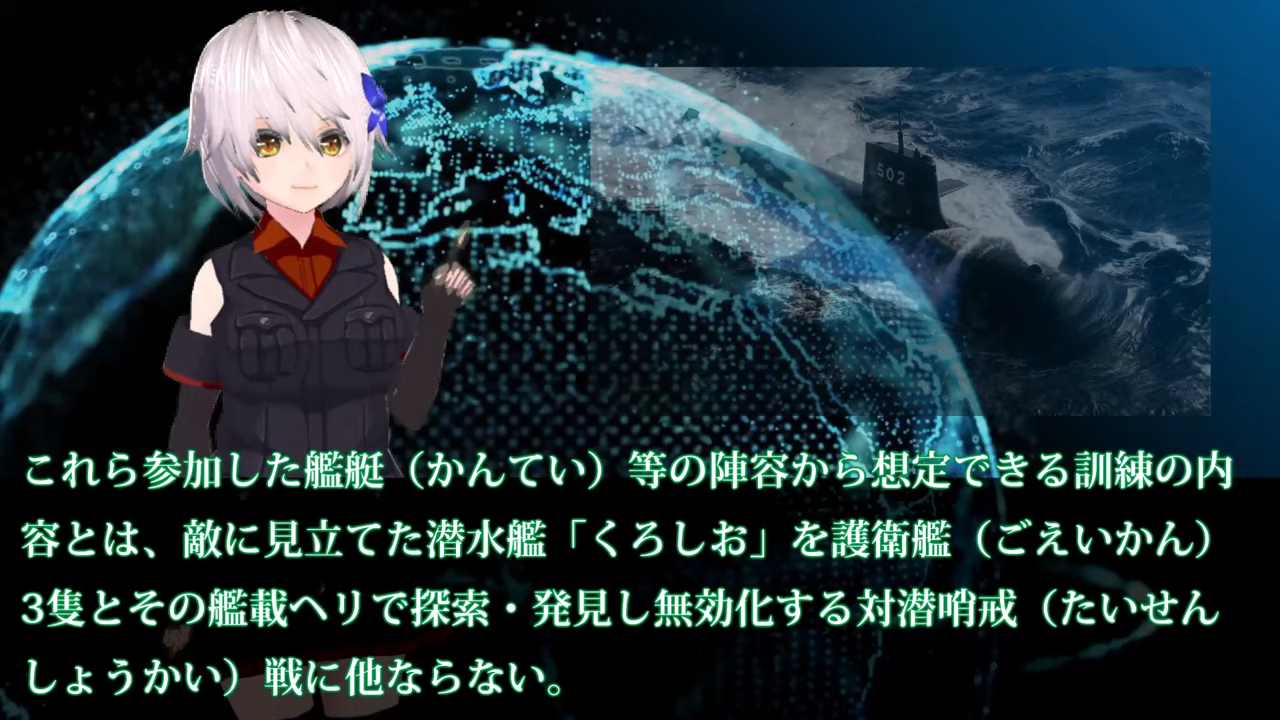 502
これら参加した艦艇（かんてい）等の陣容から想定できる訓練の内
容とは、敵に見立てた潜水艦「くろしお」を護衛艦（ごえいかん）
3隻とその艦載ヘリで探索・発見し無効化する対潜哨戒（たいせん
しょうかい）戦に他ならない。